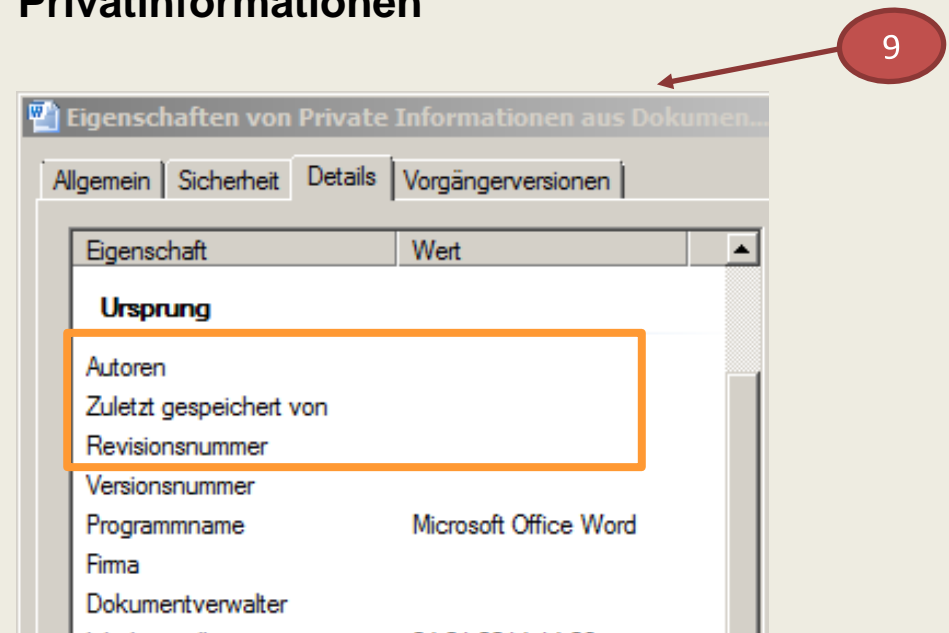 Privatinformationen
9
Eigenschaften von Private Informationen aus Dokumen...
Allgemein Sicherheit Details Vorgängerversionen
Eigenschaft Wert
Ursprung
Autoren
Zuletzt gespeichert von
Revisionsnummer
Versionsnummer
Programmname Microsoft Office Word
Firma
Dokumentverwalter